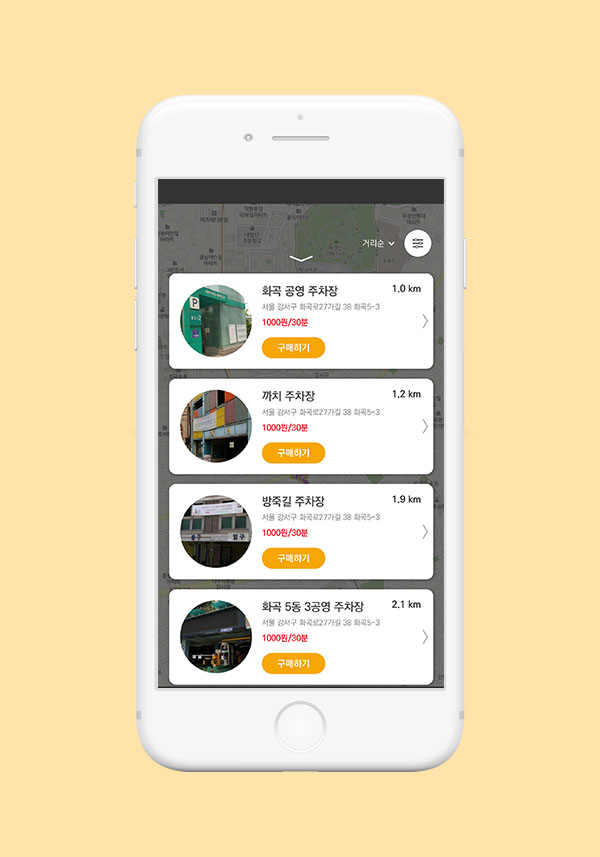 거리순
화곡 공영 주차장
1.0 km
서울 강서구 화곡로27가길 38 화곡5-3
1000원/30분
구매하기
까치 주차장
1.2 km
서울 강서구 화곡로27가길 38 화곡5-3
1000원/30분
구매하기
방죽길 주차장
1.9 km
서울 강서구 화곡로27가길 38 화곡5-3
1000원/30분
구매하기
화곡 5동 3공영 주차장
2.1 km
서울 강서구 화곡로27가길 38 화곡5-3
1000원/30분
구매하기
P
입구